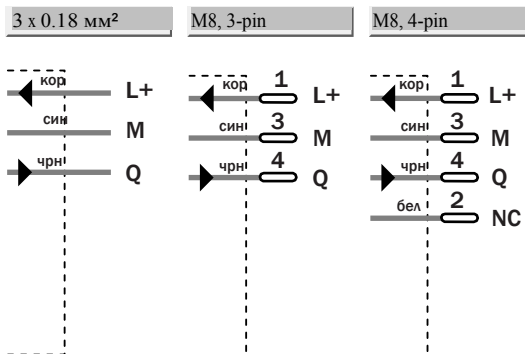 3 x 0.18 мм²
кор L+
син M
чрн Q
M8, 3-pin
кор 1 L+
син 3 M
чрн 4 Q
M8, 4-pin
кор 1 L+
син 3 M
чрн 4 Q
бел 2 NC